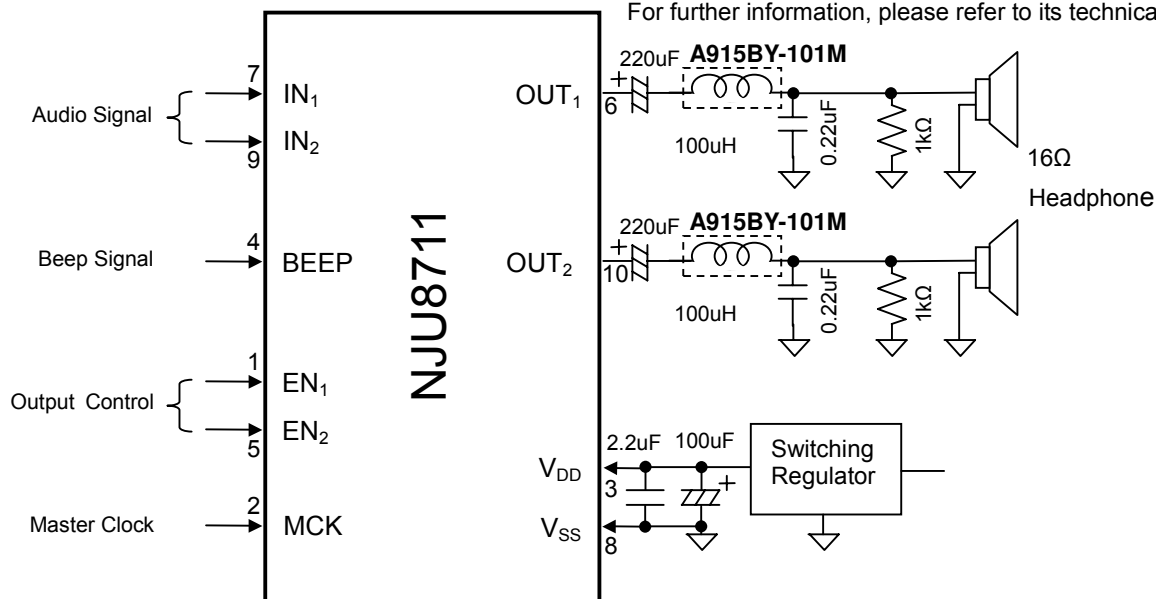 For further information, please refer to its technica
A915BY-101M
220uF
7
IN1
Audio Signal
IN2
9
OUT1
6
100uH
0.22uF
1kΩ
16Ω
Headphone
A915BY-101M
220uF
4
Beep Signal
BEEP
OUT2
10
100uH
0.22uF
1kΩ
NJU8711
1
EN1
Output Control
EN2
5
2.2uF
100uF
Switching
Regulator
VDD
3
+
2
Master Clock
MCK
VSS
8
+
+